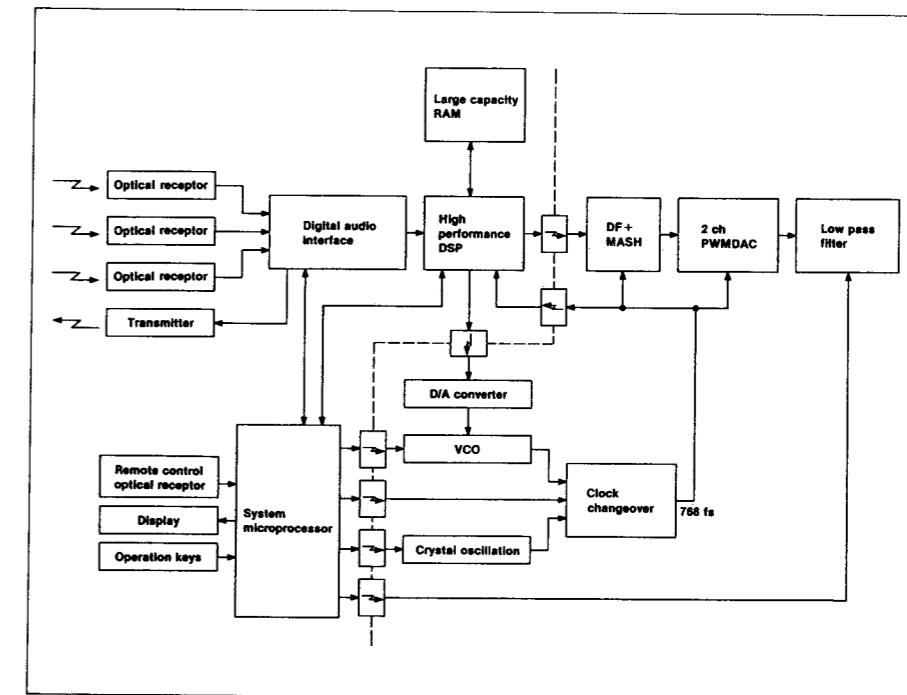 Large capacity
RAM
Optical receptor
Optical receptor
Optical receptor
Transmitter
Digital audio
interface
High
performance
DSP
DF +
MASH
2 ch
PWMDAC
Low pass
filter
D/A converter
VCO
Remote control
optical receptor
Display
Operation keys
System
microprocessor
Clock
changeover
768 fs
Crystal oscillation